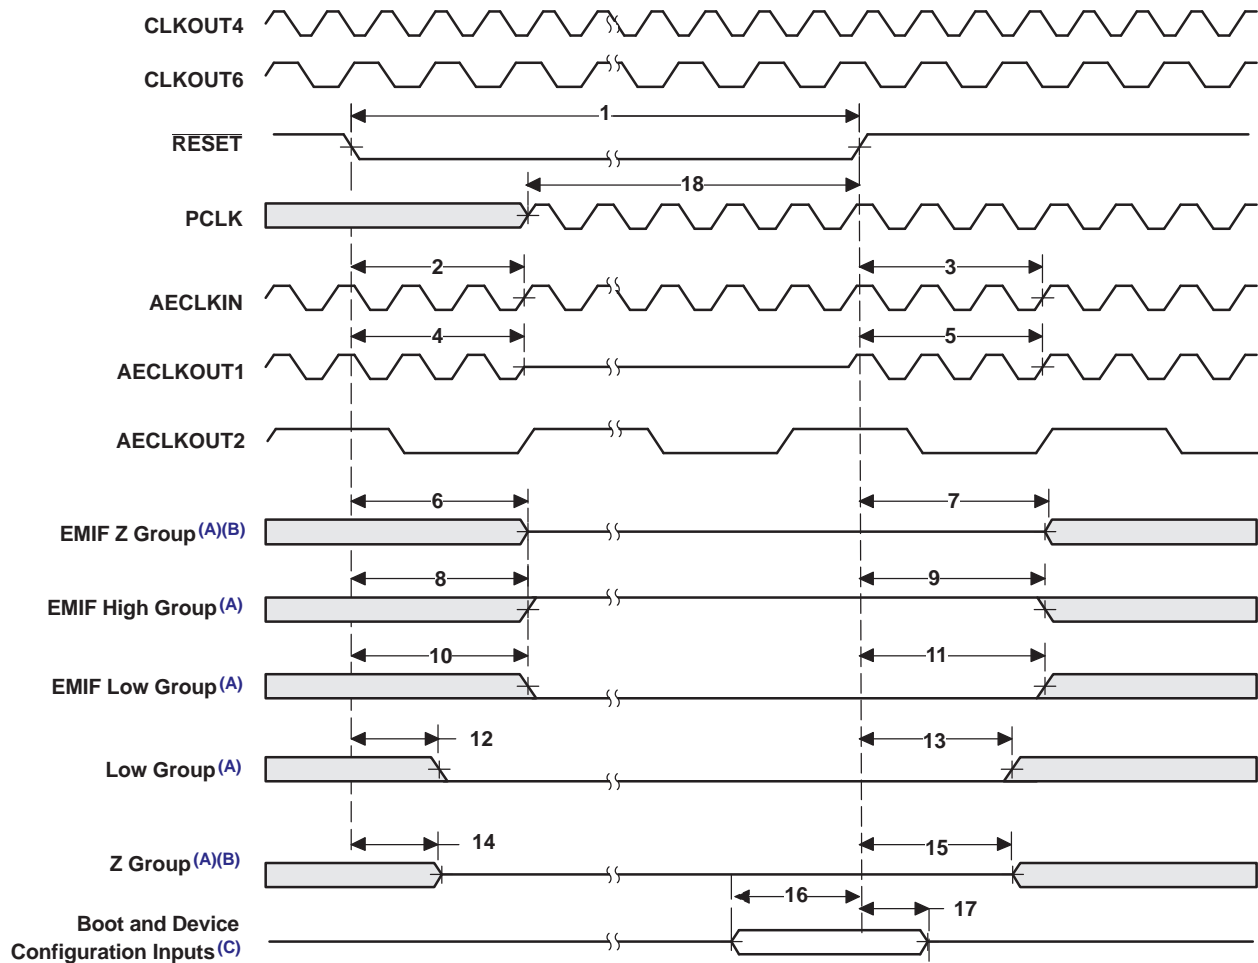 CLKOUT4
CLKOUT6
1
RESET
18
PCLK
2
3
AECLKIN
4
5
AECLKOUT1
AECLKOUT2
6
7
EMIF Z Group (A)(B)
8
9
EMIF High Group (A)
10
11
EMIF Low Group (A)
12
13
Low Group (A)
14
15
Z Group (A)(B)
16
17
Boot and Device
Configuration Inputs (C)